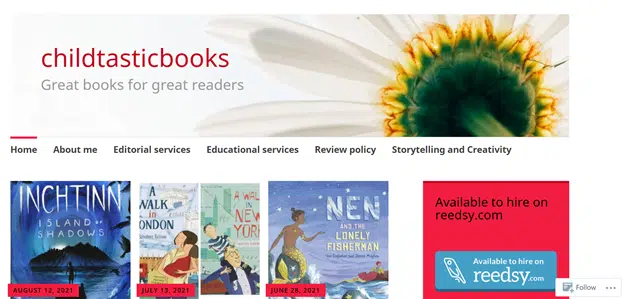 childtasticbooks
Great books for great readers
Home
About me
Editorial services
Educational services
Review policy
Storytelling and Creativity
INCHTINN
ISLAND OF
SHADOWS
AUGUST 12, 2021
A
WALK
in
LONDON
A WALK
IN
NEW
YORK
JULY 13, 2021
NEN
AND THE
LONELY
FISHERMAN
JUNE 28, 2021
Available to hire on
reedsy.com
Available to hire on
reedsy.com
Follow